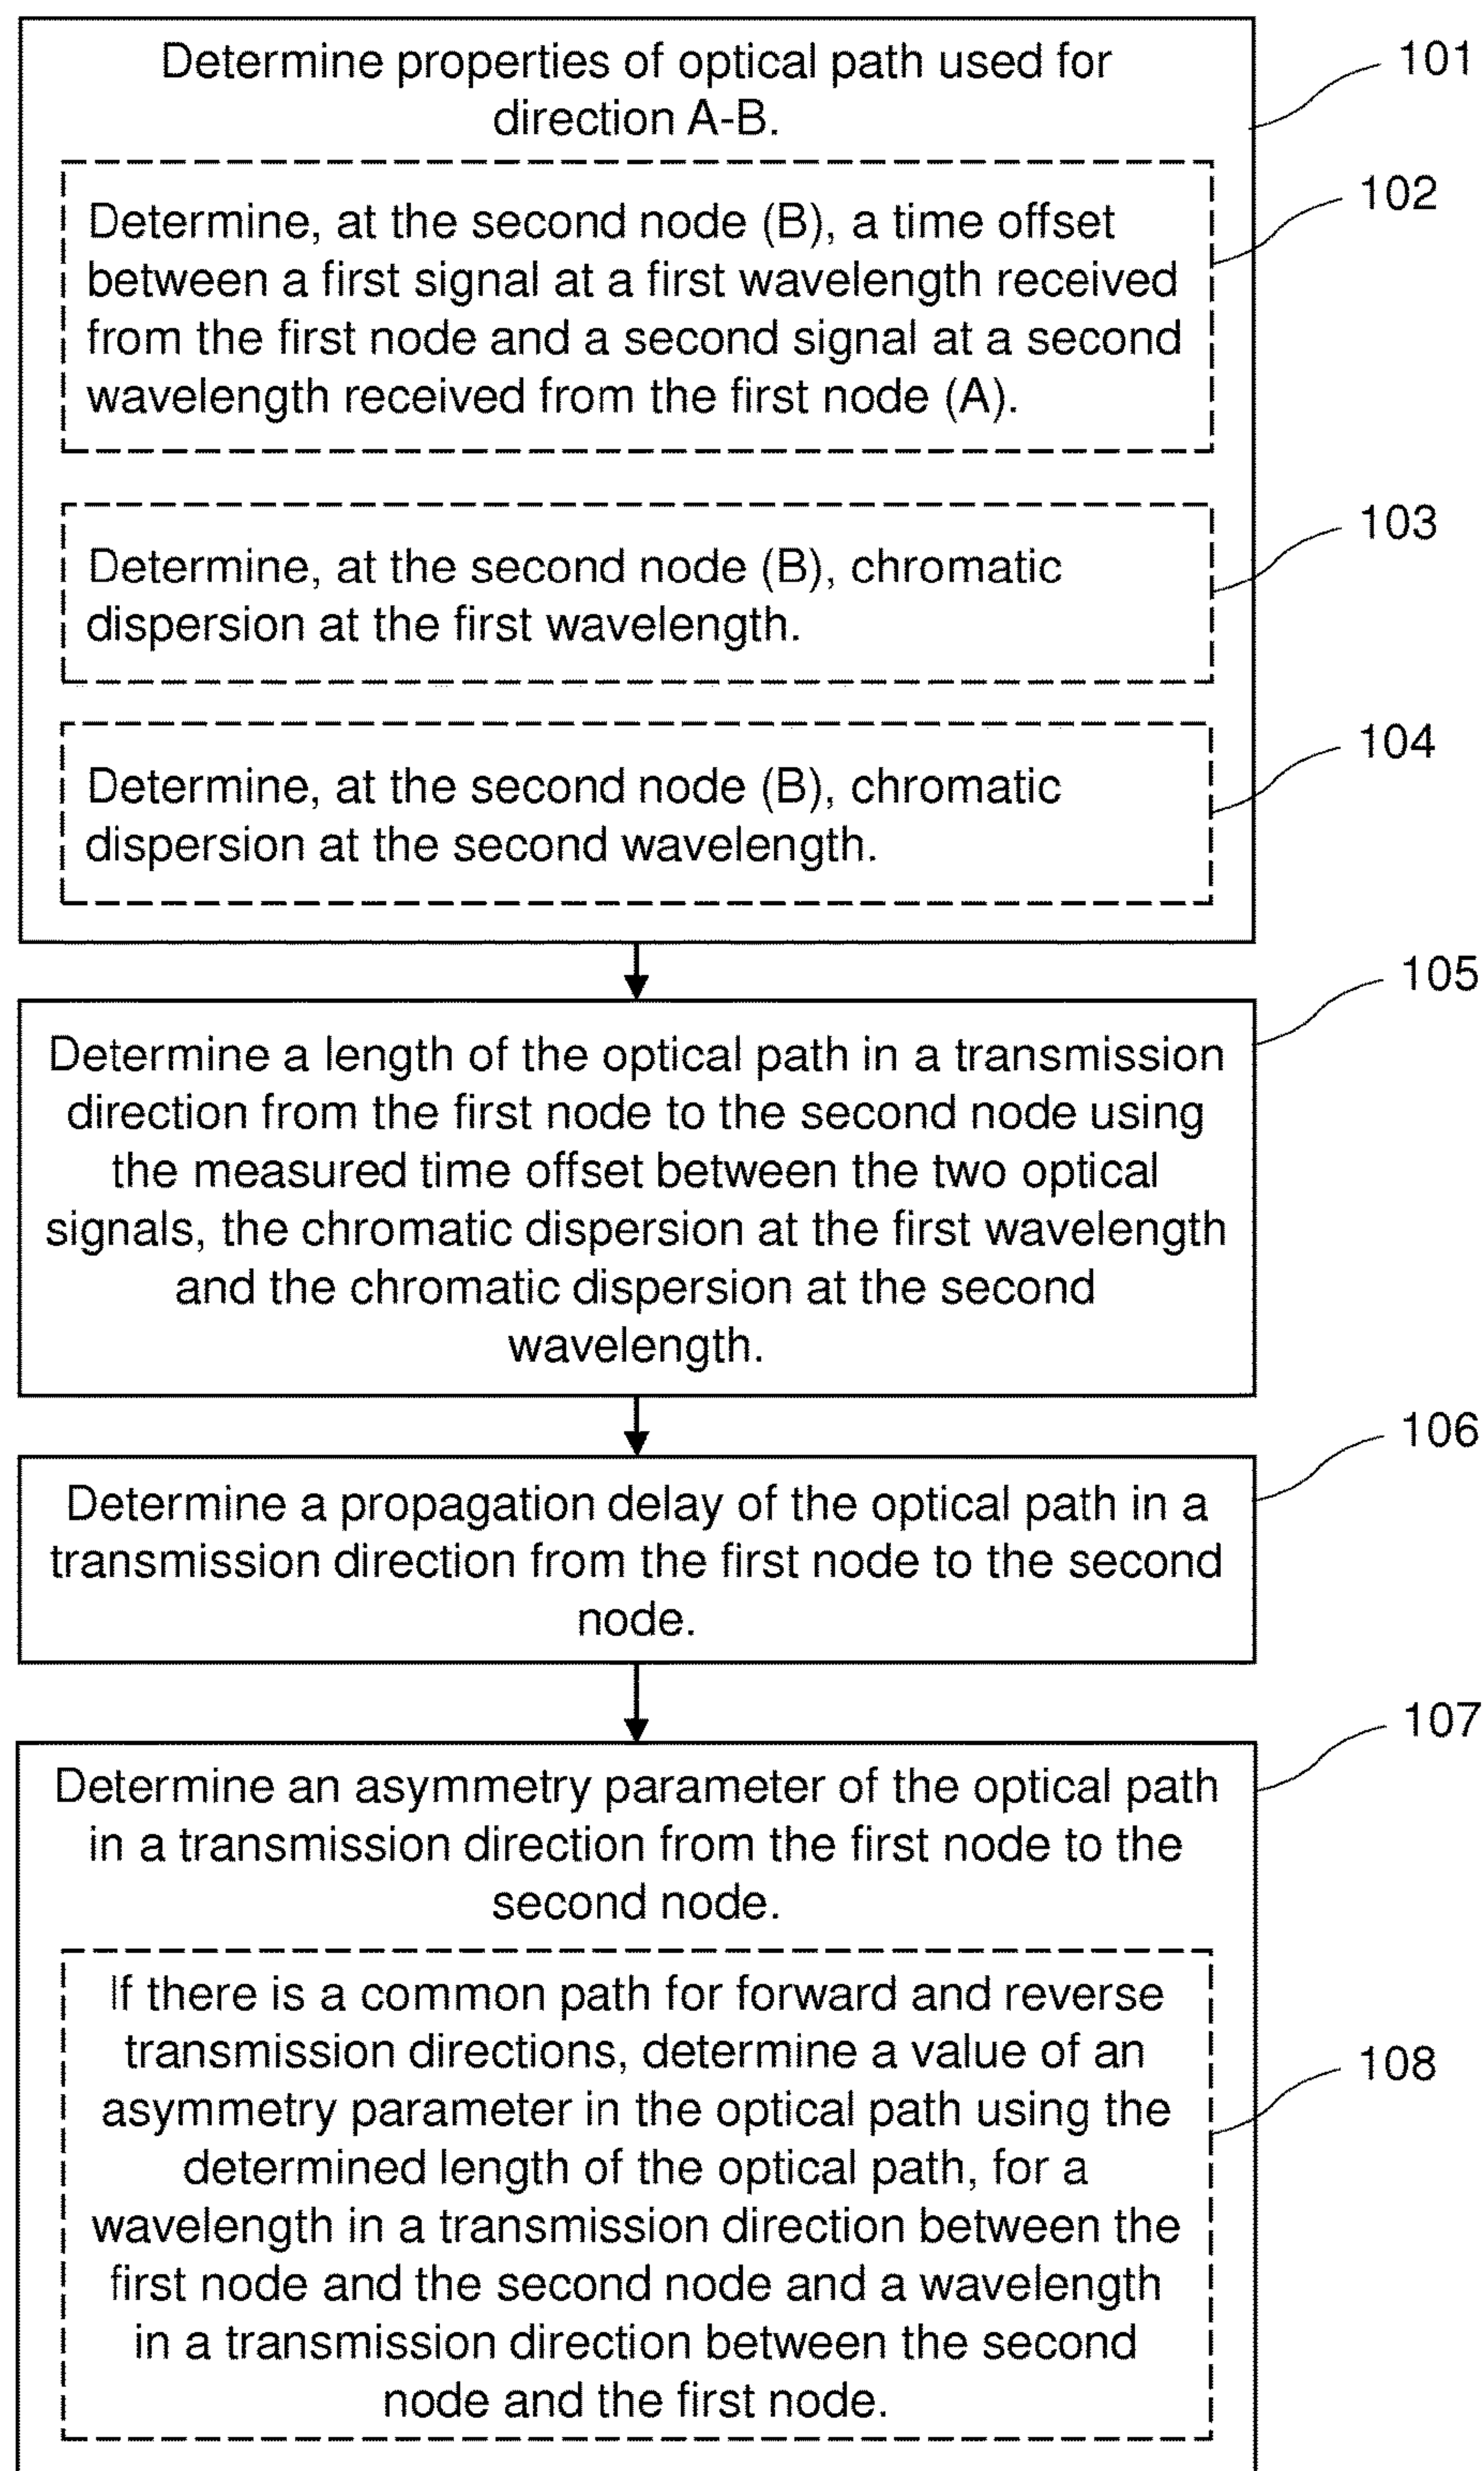 Determine properties of optical path used for
direction A-B.
101
Determine, at the second node (B), a time offset
between a first signal at a first wavelength received
from the first node and a second signal at a second
wavelength received from the first node (A).
102
Determine, at the second node (B), chromatic
dispersion at the first wavelength.
103
Determine, at the second node (B), chromatic
dispersion at the second wavelength.
104
Determine a length of the optical path in a transmission
direction from the first node to the second node using
the measured time offset between the two optical
signals, the chromatic dispersion at the first wavelength
and the chromatic dispersion at the second
wavelength.
105
Determine a propagation delay of the optical path in a
transmission direction from the first node to the second
node.
106
Determine an asymmetry parameter of the optical path
in a transmission direction from the first node to the
second node.
107
If there is a common path for forward and reverse
transmission directions, determine a value of an
asymmetry parameter in the optical path using the
determined length of the optical path, for a
wavelength in a transmission direction between the
first node and the second node and a wavelength
in a transmission direction between the second
node and the first node.
108